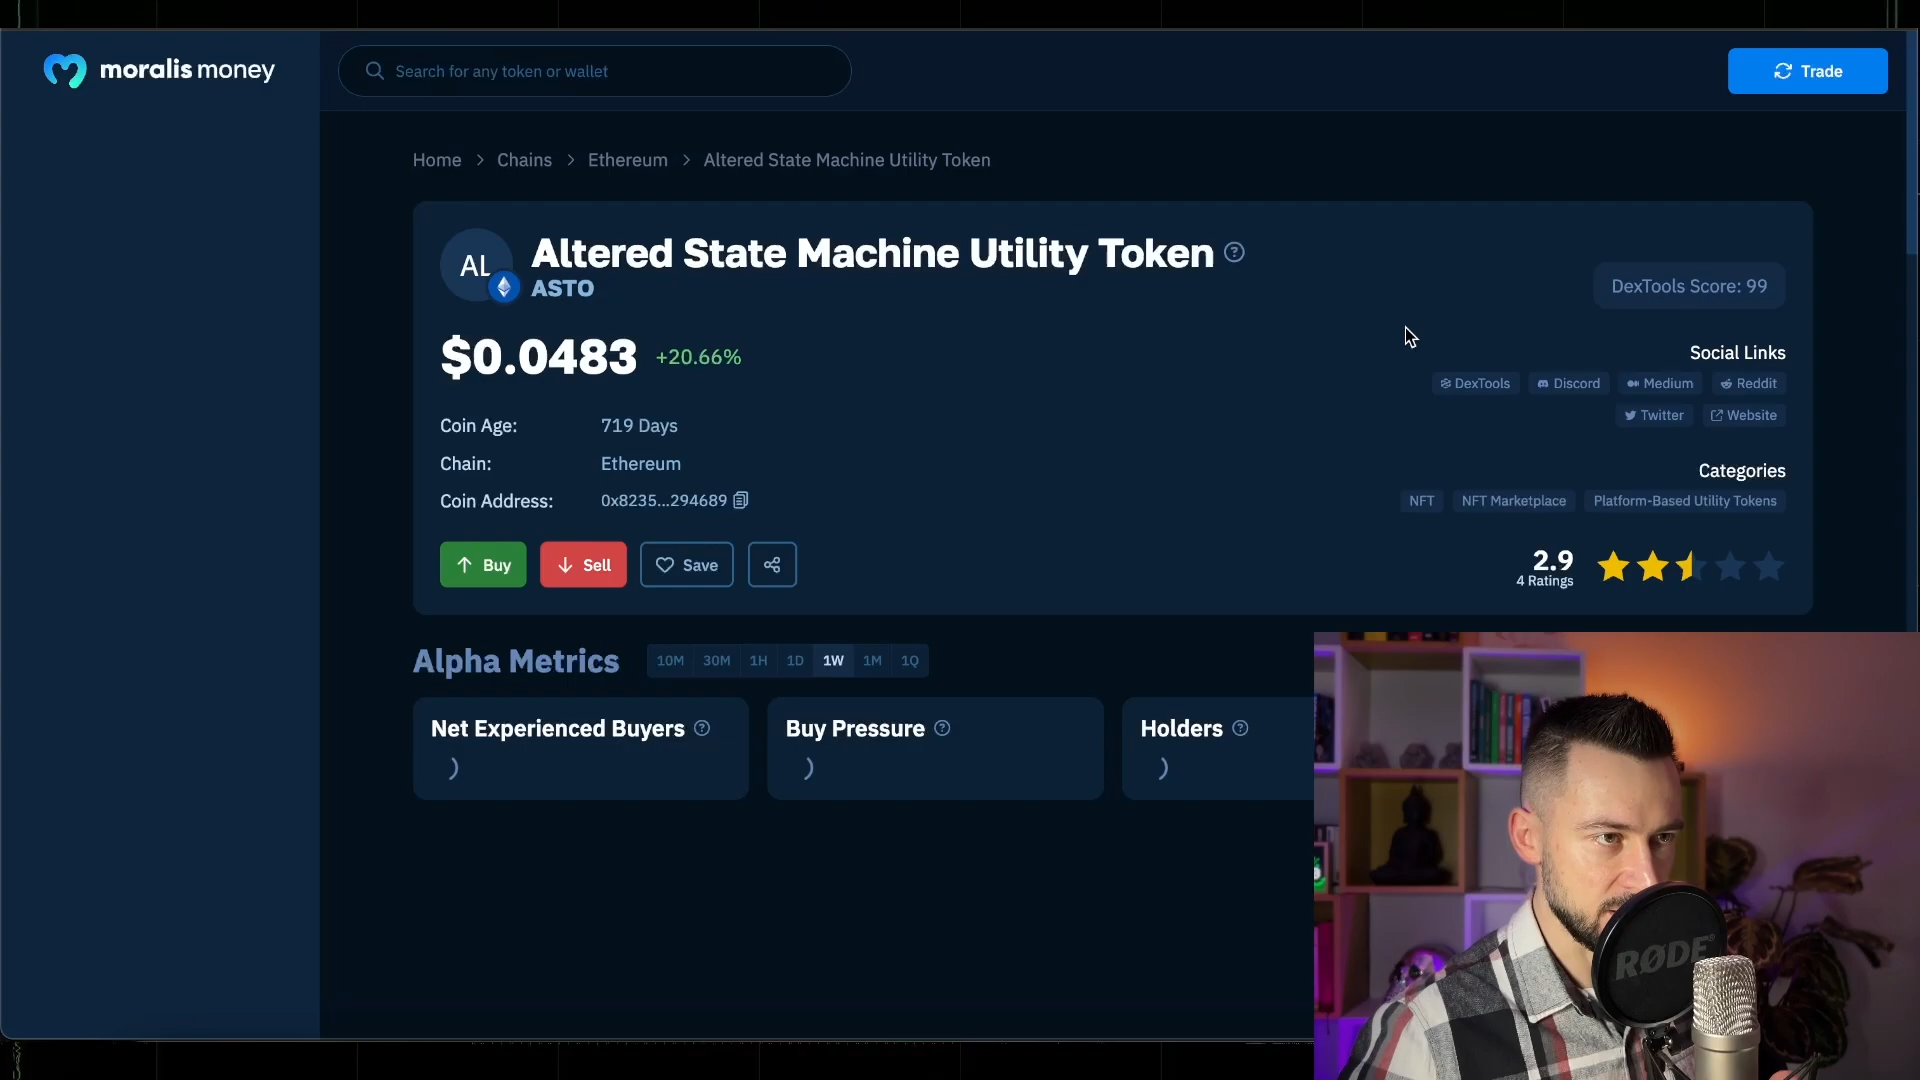 moralis money
Search for any token or wallet
Trade
Home > Chains > Ethereum > Altered State Machine Utility Token
AL
Altered State Machine Utility Token
ASTO
DexTools Score: 99
$0.0483 +20.66%
Social Links
DexTools Discord Medium Reddit
Twitter Website
Coin Age: 719 Days
Chain: Ethereum
Coin Address: 0x8235...294689
Categories
NFT NFT Marketplace Platform-Based Utility Tokens
Buy Sell Save
2.9
4 Ratings
Alpha Metrics 10M 30M 1H 1D 1W 1M 1Q
Net Experienced Buyers
Buy Pressure
Holders
RØDE